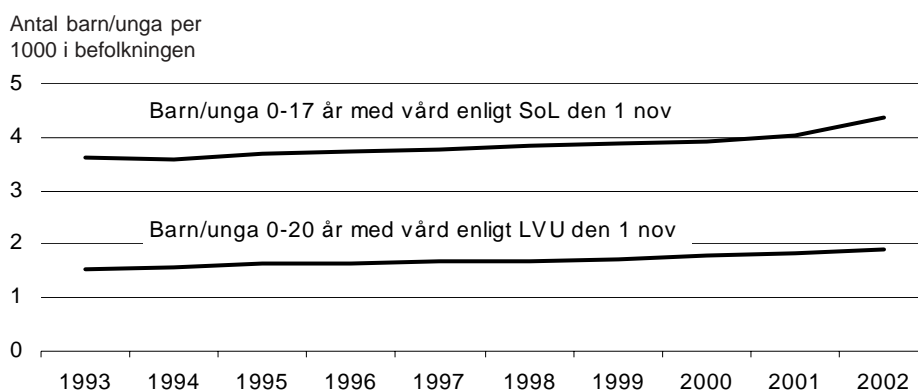 Antal barn/unga per
1000 i befolkningen
5
Barn/unga 0-17 år med vård enligt SoL den 1 nov
4
3
Barn/unga 0-20 år med vård enligt LVU den 1 nov
2
1
0
1993 1994 1995 1996 1997 1998 1999 2000 2001 2002